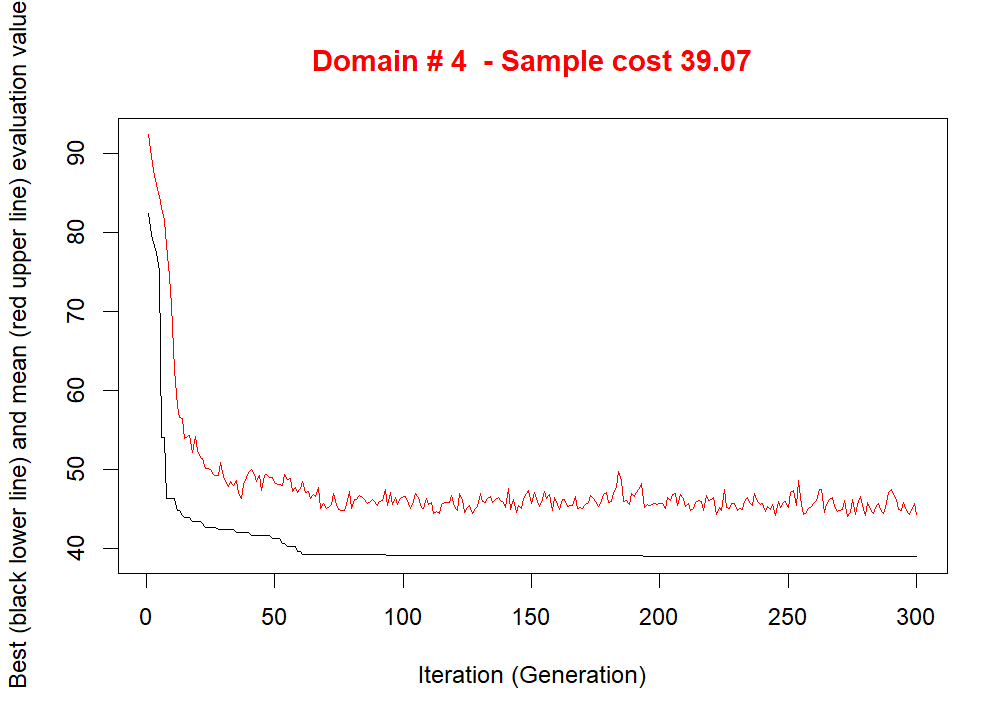 Domain # 4  - Sample cost 39.07
Best (black lower line) and mean (red upper line) evaluation value
90
80
70
60
50
40
0 50 100 150 200 250 300
Iteration (Generation)